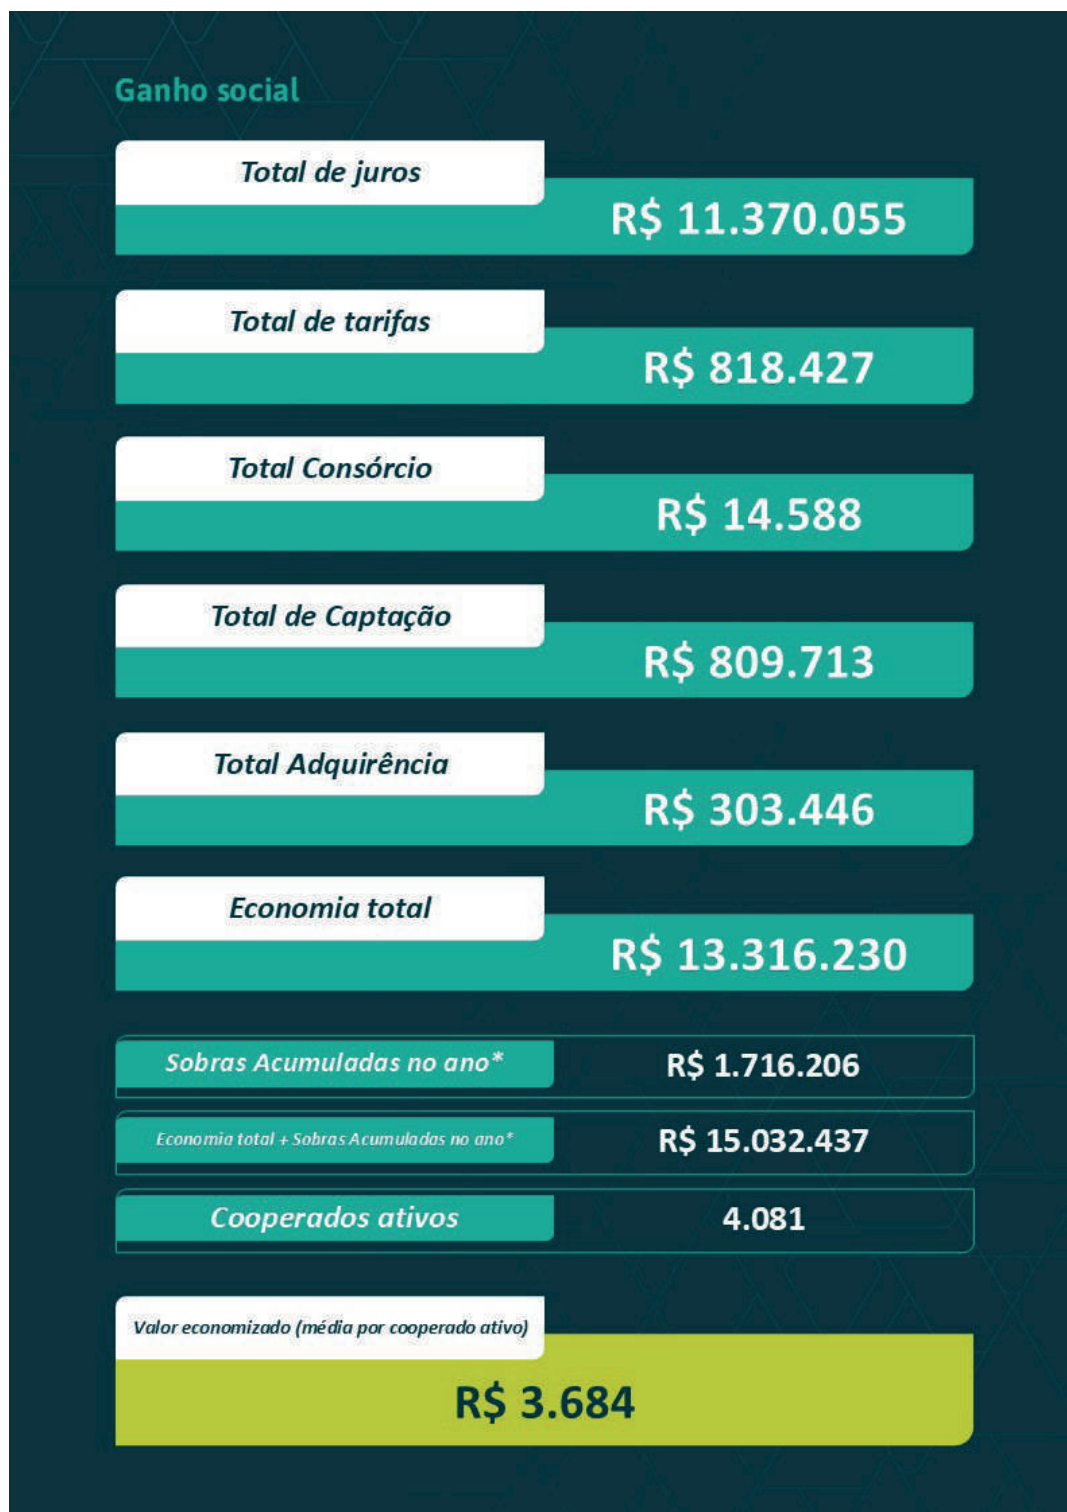 Ganho social
Total de juros
R$ 11.370.055
Total de tarifas
R$ 818.427
Total Consórcio
R$ 14.588
Total de Captação
R$ 809.713
Total Adquirência
R$ 303.446
Economia total
R$ 13.316.230
Sobras Acumuladas no ano*
R$ 1.716.206
Economia total + Sobras Acumuladas no ano*
R$ 15.032.437
Cooperados ativos
4.081
Valor economizado (média por cooperado ativo)
R$ 3.684